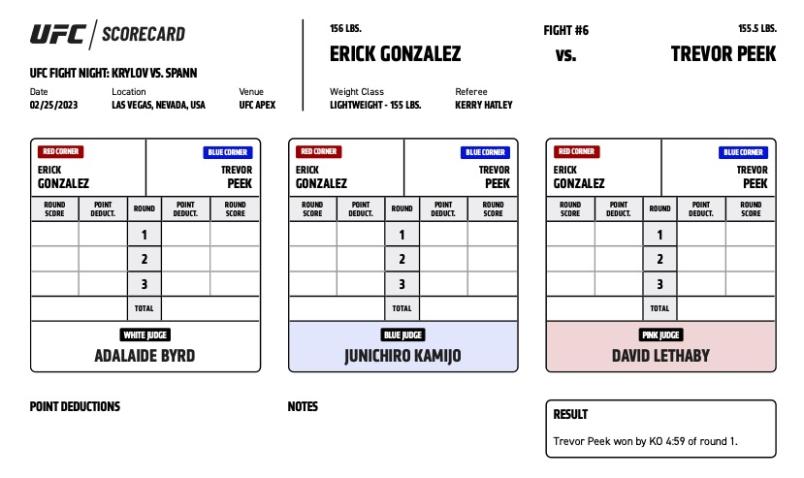 UFC / SCORECARD
UFC FIGHT NIGHT: KRYLOV VS. SPANN
Date Location Venue
02/25/2023 LAS VEGAS, NEVADA, USA UFC APEX
156 LBS. FIGHT #6 155.5 LBS.
ERICK GONZALEZ VS. TREVOR PEEK
Weight Class Referee
LIGHTWEIGHT - 155 LBS. KERRY HATLEY
RED CORNER BLUE CORNER
ERICK TREVOR
GONZALEZ PEEK
ROUND SCORE POINT DEDUCT. ROUND POINT DEDUCT. ROUND SCORE
1
2
3
TOTAL
WHITE JUDGE
ADALAIDE BYRD
RED CORNER BLUE CORNER
ERICK TREVOR
GONZALEZ PEEK
ROUND SCORE POINT DEDUCT. ROUND POINT DEDUCT. ROUND SCORE
1
2
3
TOTAL
BLUE JUDGE
JUNICHIRO KAMIJO
RED CORNER BLUE CORNER
ERICK TREVOR
GONZALEZ PEEK
ROUND SCORE POINT DEDUCT. ROUND POINT DEDUCT. ROUND SCORE
1
2
3
TOTAL
PINK JUDGE
DAVID LETHABY
POINT DEDUCTIONS
NOTES
RESULT
Trevor Peek won by KO 4:59 of round 1.